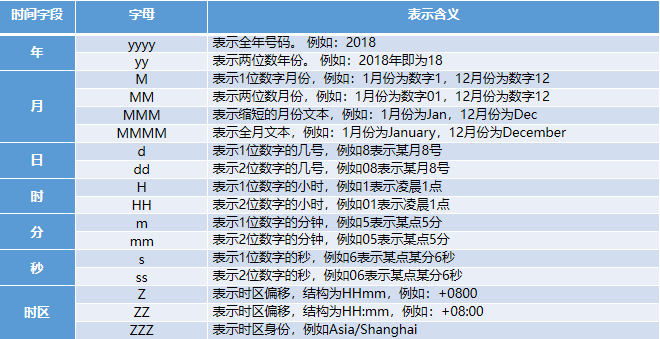 时间字段 字母 表示含义
年 yyyy 表示全年号码。 例如：2018
yy 表示两位数年份。 例如：2018年即为18
月 M 表示1位数字月份，例如：1月份为数字1，12月份为数字12
MM 表示两位数月份，例如：1月份为数字01，12月份为数字12
MMM 表示缩短的月份文本，例如：1月份为Jan，12月份为Dec
MMMM 表示全月文本，例如：1月份为January，12月份为December
日 d 表示1位数字的几号，例如8表示某月8号
dd 表示2位数字的几号，例如08表示某月8号
时 H 表示1位数字的小时，例如1表示凌晨1点
HH 表示2位数字的小时，例如01表示凌晨1点
分 m 表示1位数字的分钟，例如5表示某点5分
mm 表示2位数字的分钟，例如05表示某点5分
秒 s 表示1位数字的秒，例如6表示某点某分6秒
ss 表示2位数字的秒，例如06表示某点某分6秒
时区 Z 表示时区偏移，结构为HHmm，例如：+0800
ZZ 表示时区偏移，结构为HH:mm，例如：+08:00
ZZZ 表示时区身份，例如Asia/Shanghai